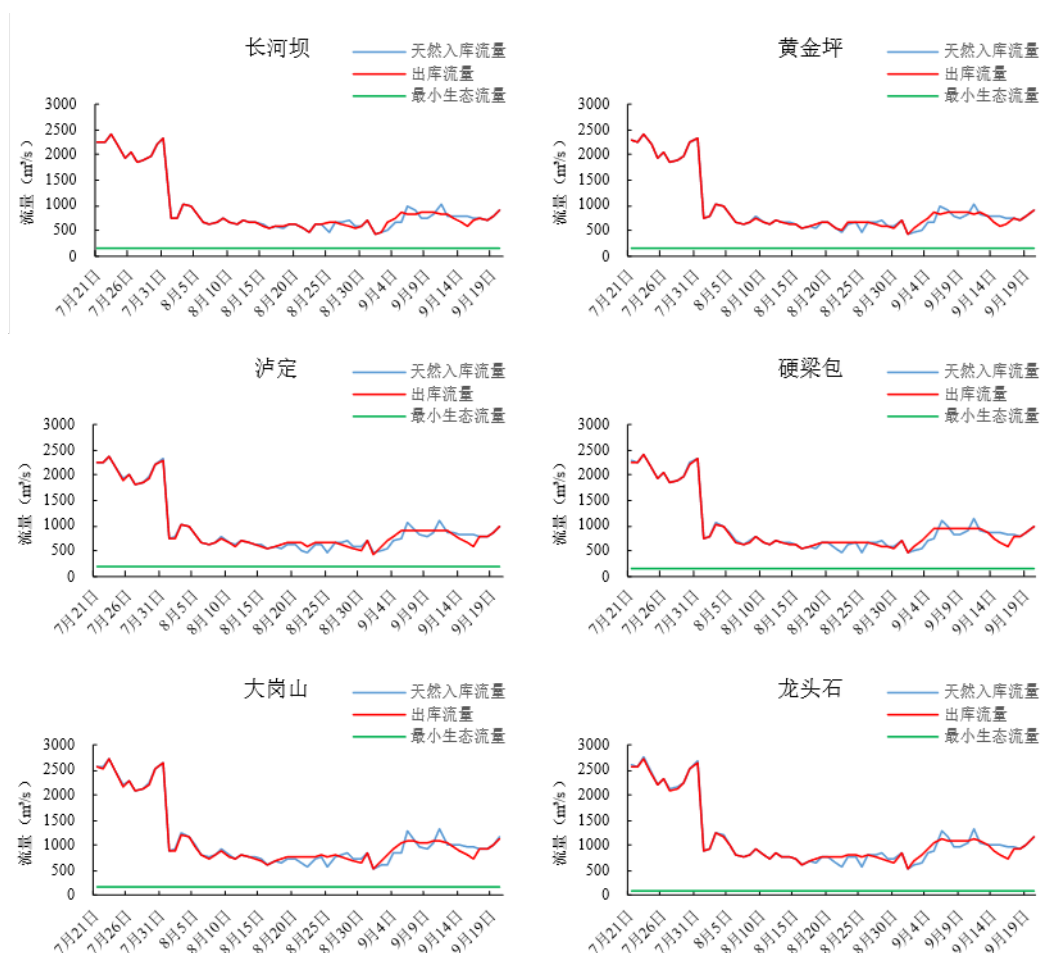 长河坝
天然入库流量
出库流量
最小生态流量
流量（m³/s）
3000
2500
2000
1500
1000
500
0
7月21日
7月26日
7月31日
8月5日
8月10日
8月15日
8月20日
8月25日
8月30日
9月4日
9月9日
9月14日
9月19日
黄金坪
天然入库流量
出库流量
最小生态流量
流量（m³/s）
3000
2500
2000
1500
1000
500
0
7月21日
7月26日
7月31日
8月5日
8月10日
8月15日
8月20日
8月25日
8月30日
9月4日
9月9日
9月14日
9月19日
泸定
天然入库流量
出库流量
最小生态流量
流量（m³/s）
3000
2500
2000
1500
1000
500
0
7月21日
7月26日
7月31日
8月5日
8月10日
8月15日
8月20日
8月25日
8月30日
9月4日
9月9日
9月14日
9月19日
硬梁包
天然入库流量
出库流量
最小生态流量
流量（m³/s）
3000
2500
2000
1500
1000
500
0
7月21日
7月26日
7月31日
8月5日
8月10日
8月15日
8月20日
8月25日
8月30日
9月4日
9月9日
9月14日
9月19日
大岗山
天然入库流量
出库流量
最小生态流量
流量（m³/s）
3000
2500
2000
1500
1000
500
0
7月21日
7月26日
7月31日
8月5日
8月10日
8月15日
8月20日
8月25日
8月30日
9月4日
9月9日
9月14日
9月19日
龙头石
天然入库流量
出库流量
最小生态流量
流量（m³/s）
3000
2500
2000
1500
1000
500
0
7月21日
7月26日
7月31日
8月5日
8月10日
8月15日
8月20日
8月25日
8月30日
9月4日
9月9日
9月14日
9月19日